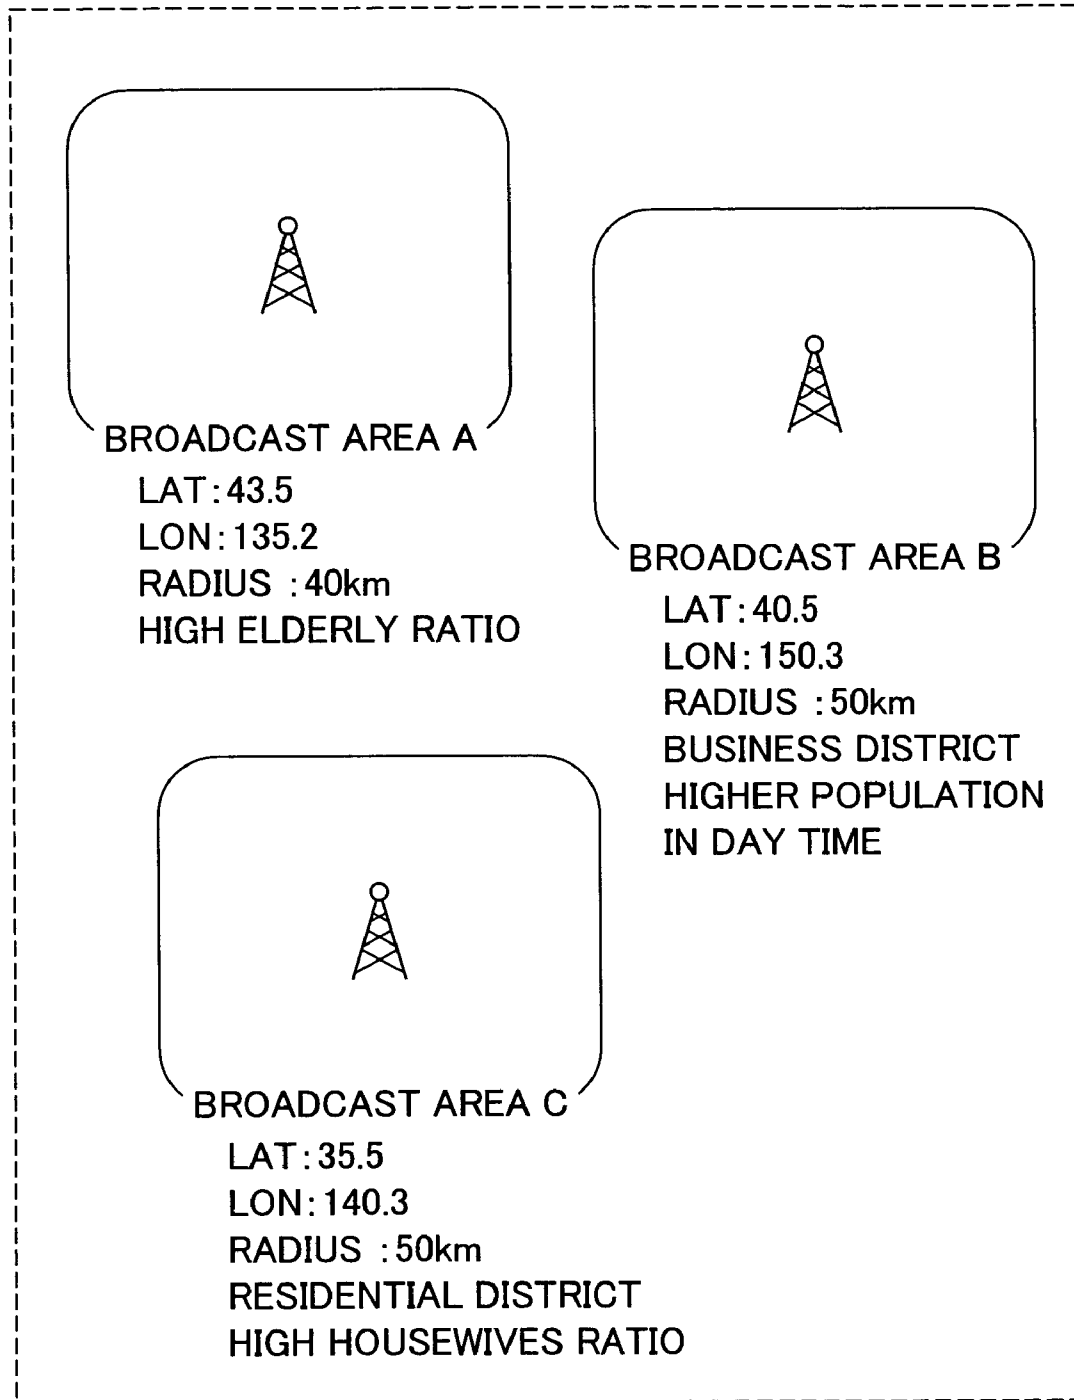 BROADCAST AREA A
LAT:43.5
LON:135.2
RADIUS :40km
HIGH ELDERLY RATIO
BROADCAST AREA B
LAT:40.5
LON:150.3
RADIUS :50km
BUSINESS DISTRICT
HIGHER POPULATION
IN DAY TIME
BROADCAST AREA C
LAT:35.5
LON:140.3
RADIUS :50km
RESIDENTIAL DISTRICT
HIGH HOUSEWIVES RATIO